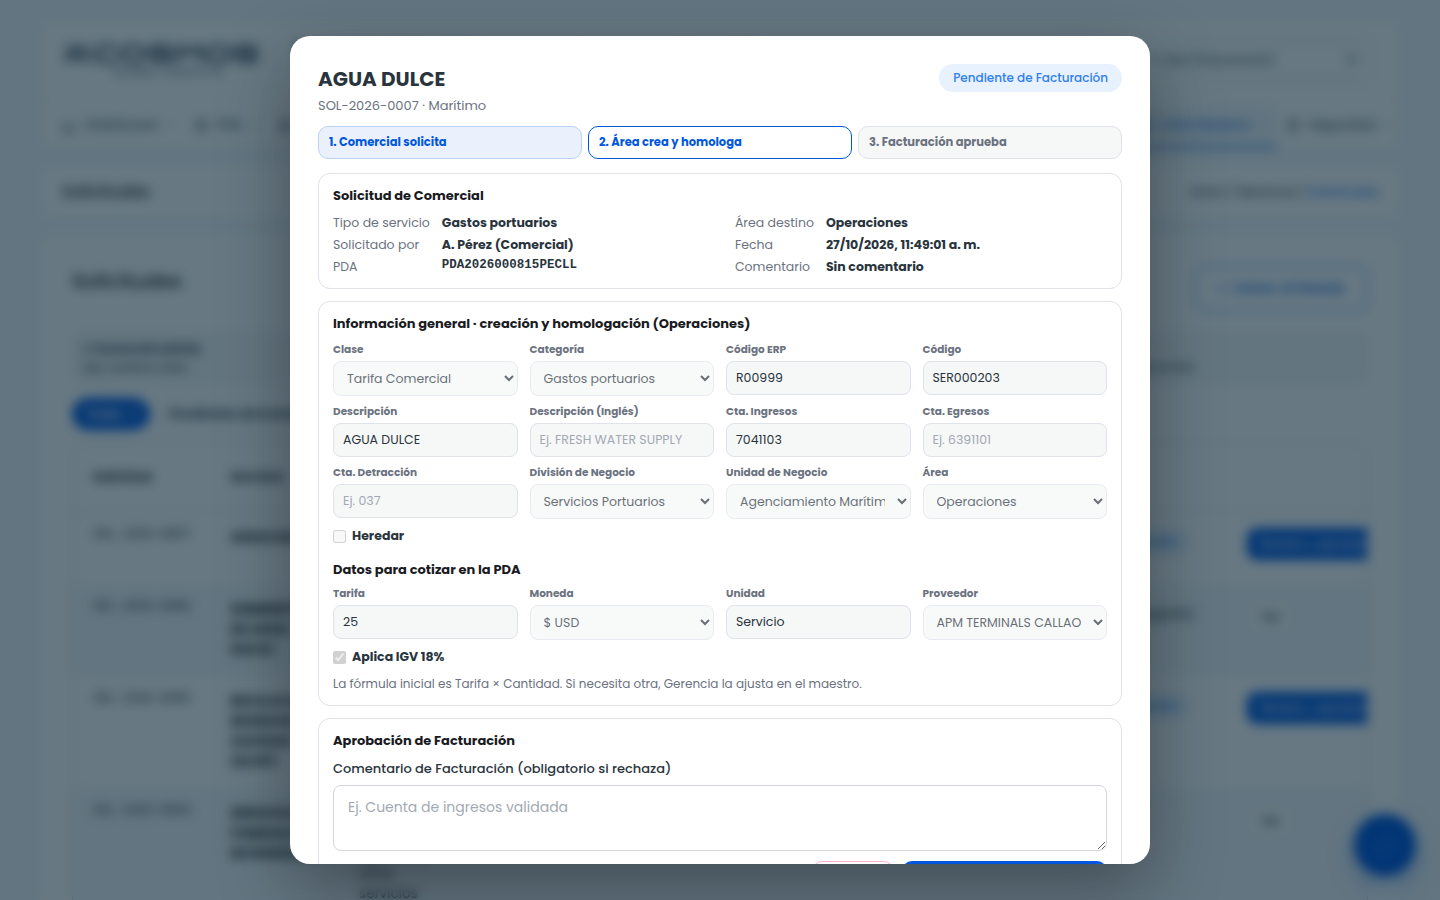 AGUA DULCE
Pendiente de Facturación
SOL-2026-0007 · Marítimo
1. Comercial solicita
2. Área crea y homologa
3. Facturación aprueba
Solicitud de Comercial
Tipo de servicio Gastos portuarios
Área destino Operaciones
Solicitado por A. Pérez (Comercial)
Fecha 27/10/2026, 11:49:01 a. m.
PDA PDA2026000815PECLL
Comentario Sin comentario
Información general · creación y homologación (Operaciones)
Clase Categoría Código ERP Código
Tarifa Comercial Gastos portuarios R00999 SER000203
Descripción Descripción (Inglés) Cta. Ingresos Cta. Egresos
AGUA DULCE Ej. FRESH WATER SUPPLY 7041103 Ej. 6391101
Cta. Detracción División de Negocio Unidad de Negocio Área
Ej. 037 Servicios Portuarios Agenciamiento Marítim Operaciones
Heredar
Datos para cotizar en la PDA
Tarifa Moneda Unidad Proveedor
25 $ USD Servicio APM TERMINALS CALLAO
Aplica IGV 18%
La fórmula inicial es Tarifa × Cantidad. Si necesita otra, Gerencia la ajusta en el maestro.
Aprobación de Facturación
Comentario de Facturación (obligatorio si rechaza)
Ej. Cuenta de ingresos validada
Solicitudes
Solicitudes
servicios